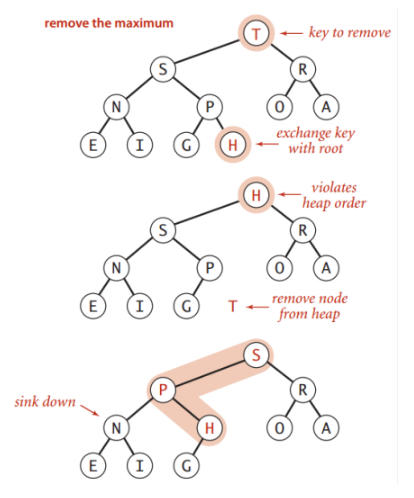 remove the maximum
T
key to remove
S
R
N
P
O
A
E
I
G
H
exchange key
with root
H
violates
heap order
S
R
N
P
O
A
E
I
G
T
remove node
from heap
S
P
R
sink down
N
H
O
A
E
I
G